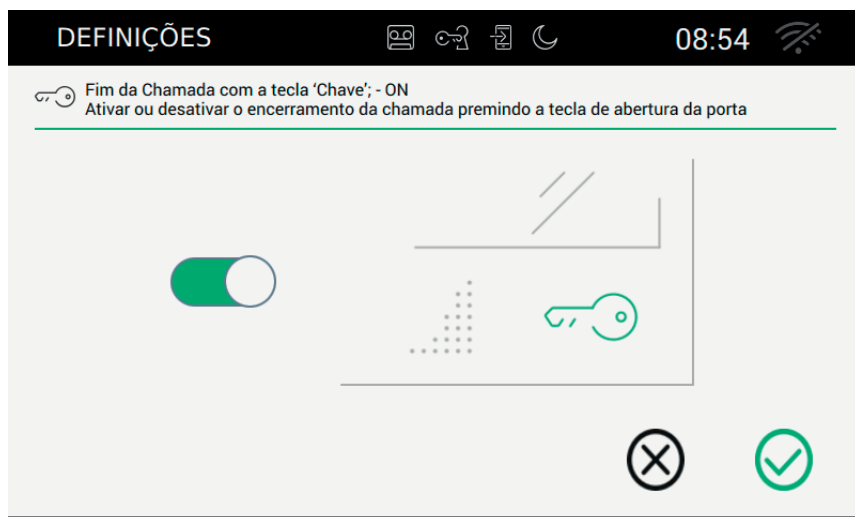 DEFINIÇÕES
08:54
Fim da Chamada com a tecla ‘Chave’; - ON
Ativar ou desativar o encerramento da chamada premindo a tecla de abertura da porta